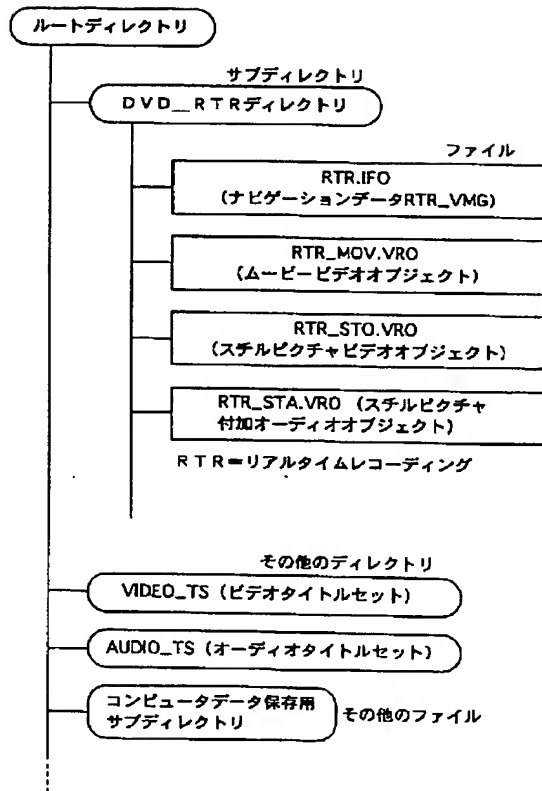 ルートディレクトリ
サブディレクトリ
DVD__RTRディレクトリ
ファイル
RTR.IFO
(ナビゲーションデータRTR_VMG)
RTR_MOV.VRO
(ムービービデオオブジェクト)
RTR_STO.VRO
(スチルピクチャビデオオブジェクト)
RTR_STA.VRO (スチルピクチャ
付加オーディオオブジェクト)
RTR=リアルタイムレコーディング
その他のディレクトリ
VIDEO_TS (ビデオタイトルセット)
AUDIO_TS (オーディオタイトルセット)
コンピュータデータ保存用
サブディレクトリ
その他のファイル